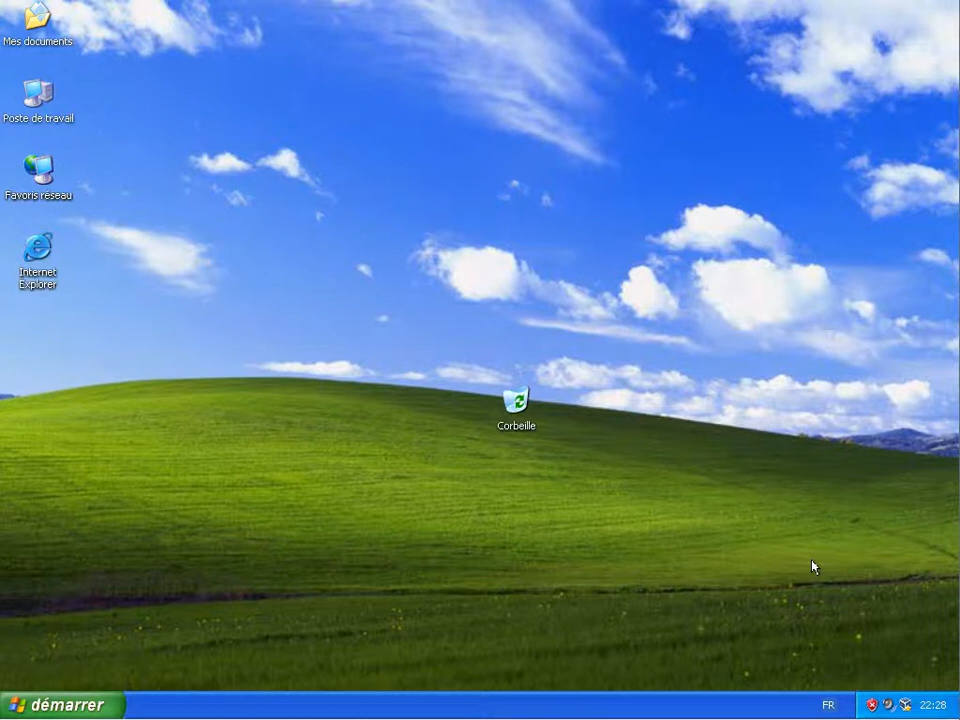 Mes documents
Poste de travail
Favoris réseau
Internet
Explorer
Corbeille
démarrer
FR
22:28